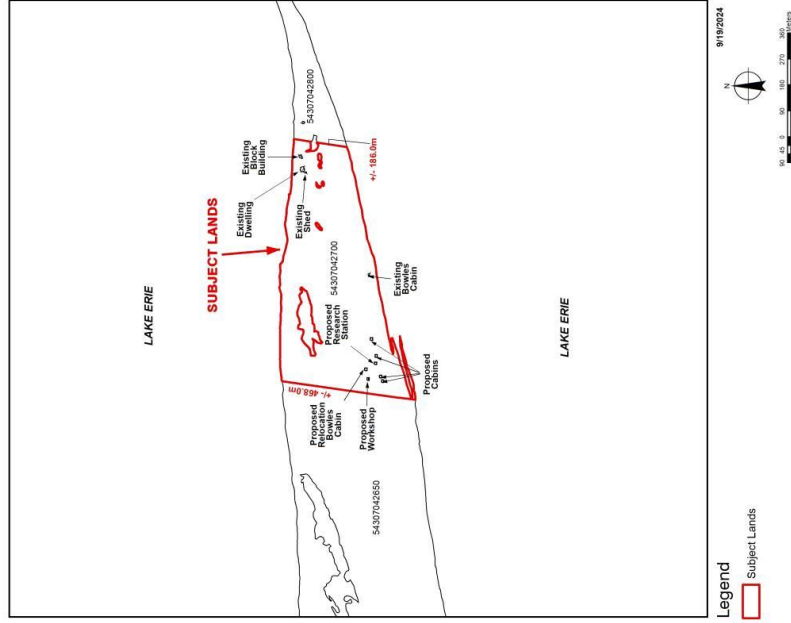 LAKE ERIE
SUBJECT LANDS
Existing
Block
Building
Existing
Dwelling
Existing
Shed
54307042800
+/- 186.0m
54307042700
Existing
Bowles
Cabin
Proposed
Research
Station
+/- 468.0m
Proposed
Relocation
Bowles
Cabin
Proposed
Workshop
Proposed
Cabins
54307042650
LAKE ERIE
Legend
Subject Lands
9/19/2024
N
90 45 0 90 180 270 360
Meters